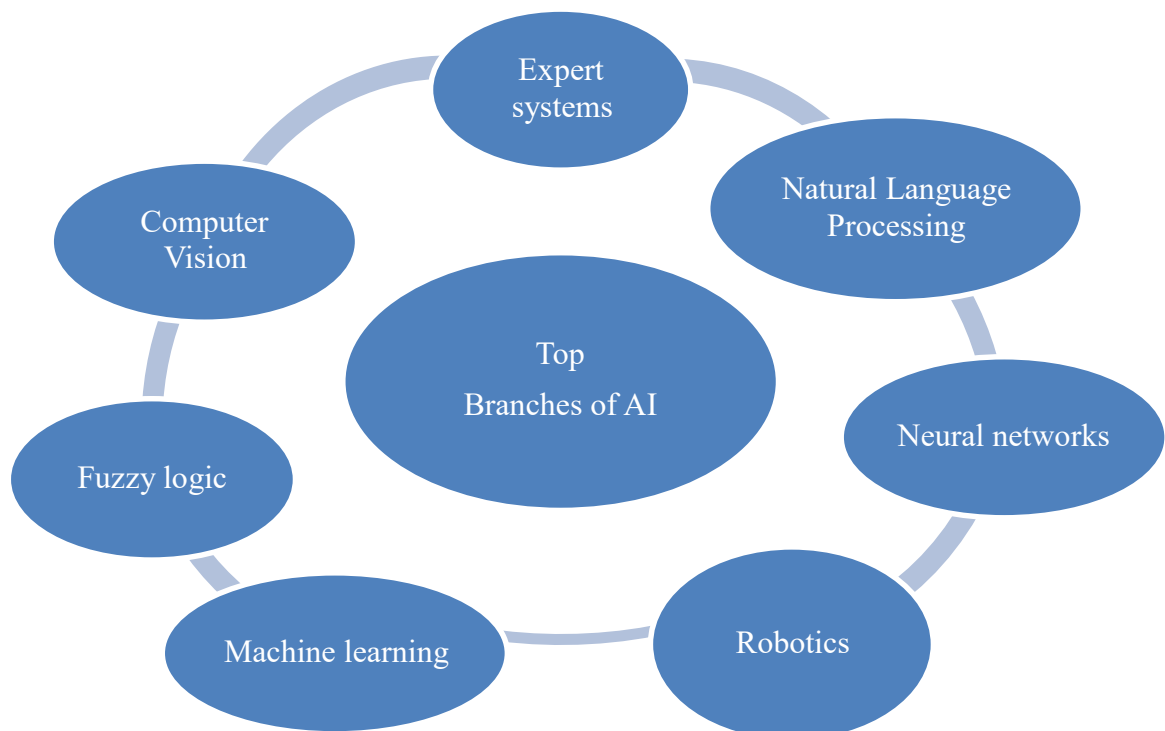 Expert
systems
Natural Language
Processing
Neural networks
Robotics
Machine learning
Fuzzy logic
Computer
Vision
Top
Branches of AI